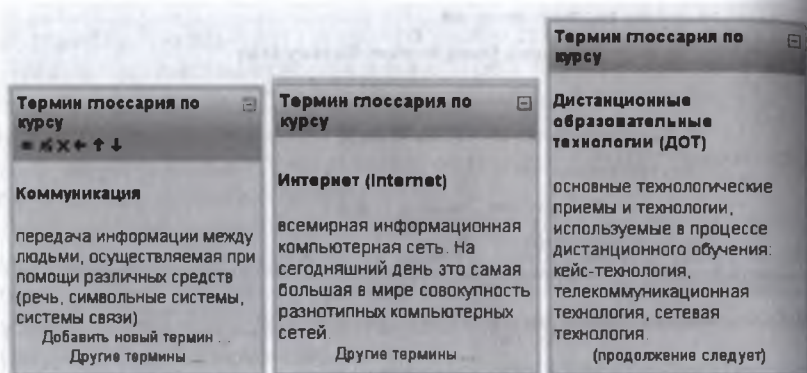 Термин глоссария по
курсу
Коммуникация
передача информации между
людьми, осуществляемая при
помощи различных средств
(речь, символьные системы,
системы связи)
Добавить новый термин ...
Другие термины ...
Термин глоссария по
курсу
Интернет (Internet)
всемирная информационная
компьютерная сеть. На
сегодняшний день это самая
большая в мире совокупность
разнотипных компьютерных
сетей.
Другие термины ...
Термин глоссария по
курсу
Дистанционные
образовательные
технологии (ДОТ)
основные технологические
приемы и технологии,
используемые в процессе
дистанционного обучения:
кейс-технология,
телекоммуникационная
технология, сетевая
технология.
(продолжение следует)